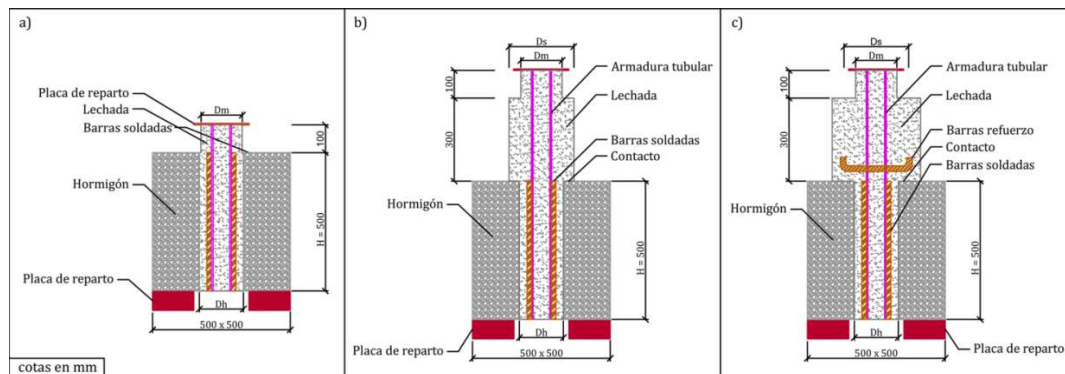 a)
Placa de reparto
Lechada
Barras soldadas
Dm
100
Hormigón
H = 500
Placa de reparto
Dh
500 x 500
cotas en mm
b)
Ds
Dm
100
300
Armadura tubular
Lechada
Barras soldadas
Contacto
Hormigón
H = 500
Placa de reparto
Dh
500 x 500
c)
Ds
Dm
100
300
Armadura tubular
Lechada
Barras refuerzo
Contacto
Barras soldadas
Hormigón
H = 500
Dh
500 x 500
Placa de reparto